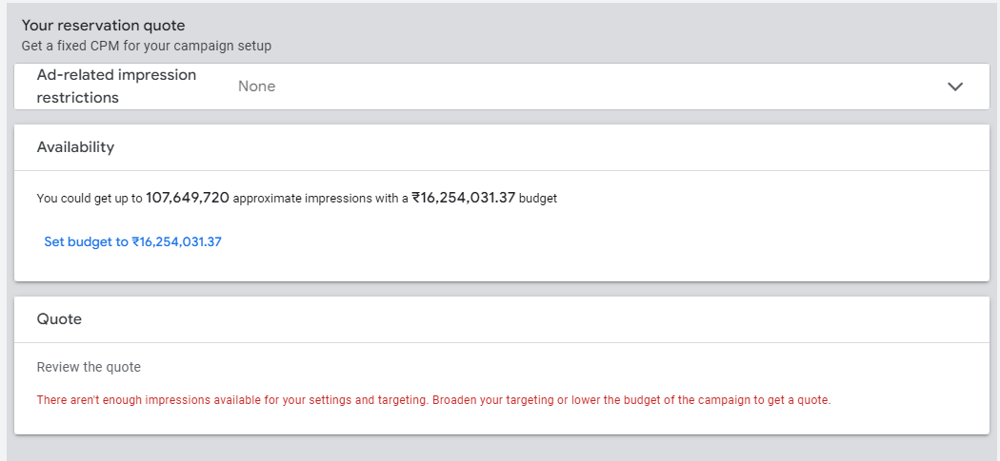 Your reservation quote
Get a fixed CPM for your campaign setup
Ad-related impression
restrictions
None
Availability
You could get up to 107,649,720 approximate impressions with a ₹16,254,031.37 budget
Set budget to ₹16,254,031.37
Quote
Review the quote
There aren't enough impressions available for your settings and targeting. Broaden your targeting or lower the budget of the campaign to get a quote.